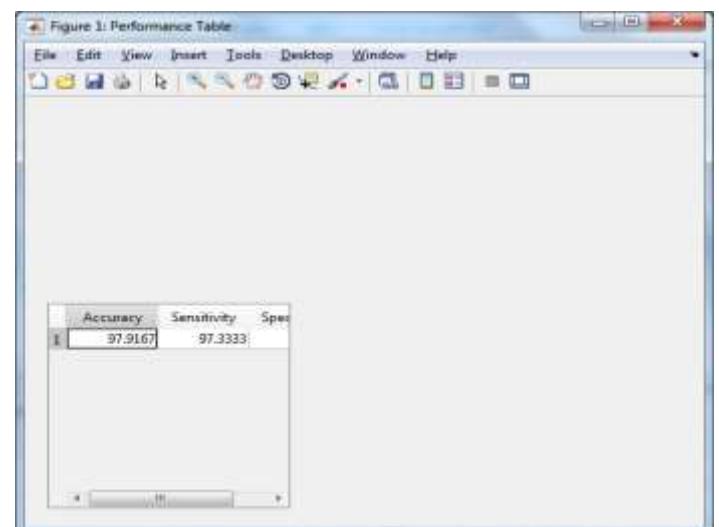 Figure 1: Performance Table
File Edit View Insert Tools Desktop Window Help
Accuracy Sensitivity Spec
1 97.9167 97.3333